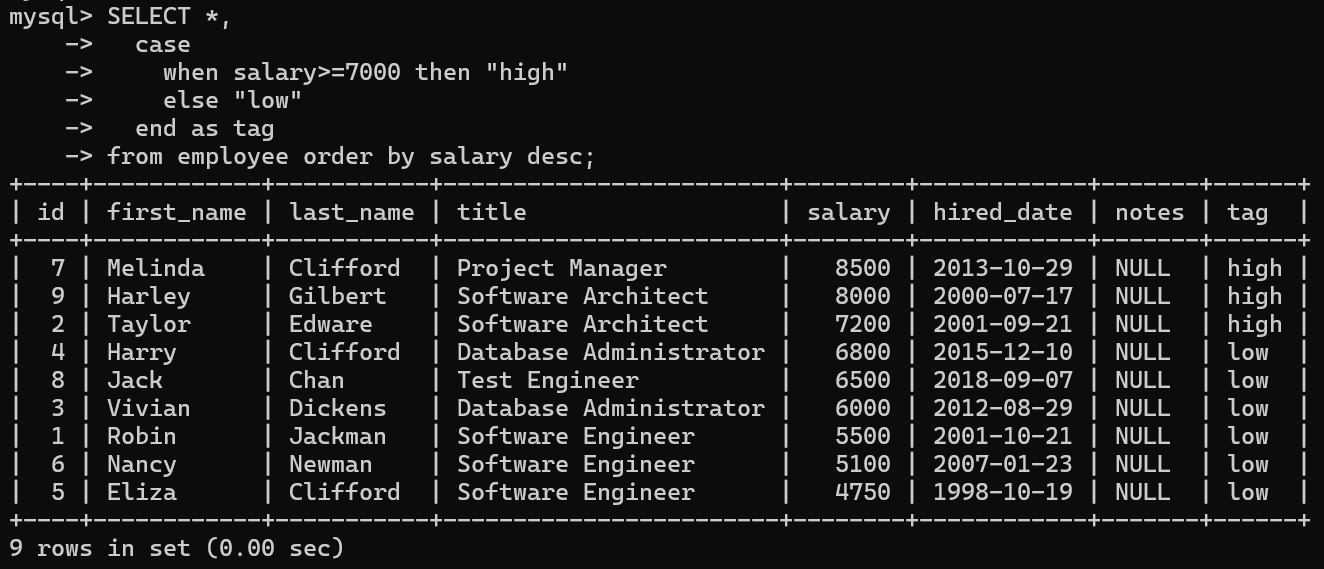 mysql> SELECT *,
    ->   case
    ->     when salary>=7000 then "high"
    ->     else "low"
    ->   end as tag
    -> from employee order by salary desc;
+----+------------+-----------+------------------------+--------+------------+-------+------+
| id | first_name | last_name | title                  | salary | hired_date | notes | tag  |
+----+------------+-----------+------------------------+--------+------------+-------+------+
|  7 | Melinda    | Clifford  | Project Manager        |   8500 | 2013-10-29 | NULL  | high |
|  9 | Harley     | Gilbert   | Software Architect     |   8000 | 2000-07-17 | NULL  | high |
|  2 | Taylor     | Edware    | Software Architect     |   7200 | 2001-09-21 | NULL  | high |
|  4 | Harry      | Clifford  | Database Administrator |   6800 | 2015-12-10 | NULL  | low  |
|  8 | Jack       | Chan      | Test Engineer          |   6500 | 2018-09-07 | NULL  | low  |
|  3 | Vivian     | Dickens   | Database Administrator |   6000 | 2012-08-29 | NULL  | low  |
|  1 | Robin      | Jackman   | Software Engineer      |   5500 | 2001-10-21 | NULL  | low  |
|  6 | Nancy      | Newman    | Software Engineer      |   5100 | 2007-01-23 | NULL  | low  |
|  5 | Eliza      | Clifford  | Software Engineer      |   4750 | 1998-10-19 | NULL  | low  |
+----+------------+-----------+------------------------+--------+------------+-------+------+
9 rows in set (0.00 sec)